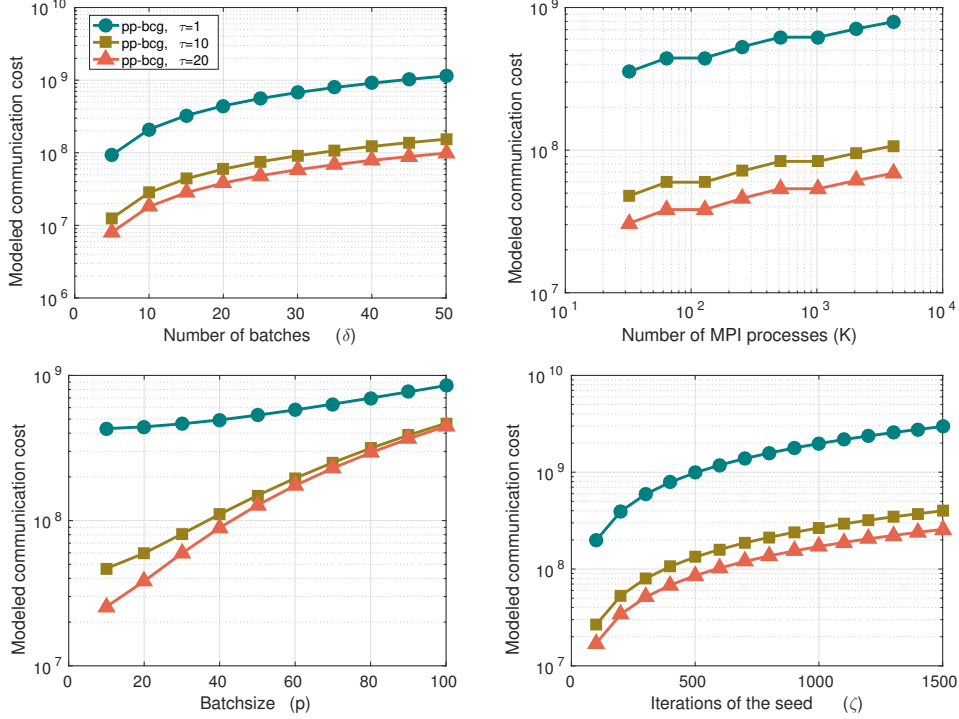 10^10
10^9
10^8
10^7
10^6
Modeled communication cost
pp-bcg, τ=1
pp-bcg, τ=10
pp-bcg, τ=20
0 10 20 30 40 50
Number of batches (δ)
10^9
10^8
10^7
Modeled communication cost
10^1 10^2 10^3 10^4
Number of MPI processes (K)
10^9
10^8
10^7
Modeled communication cost
0 20 40 60 80 100
Batchsize (p)
10^10
10^9
10^8
10^7
Modeled communication cost
500 1000 1500
Iterations of the seed (ζ)